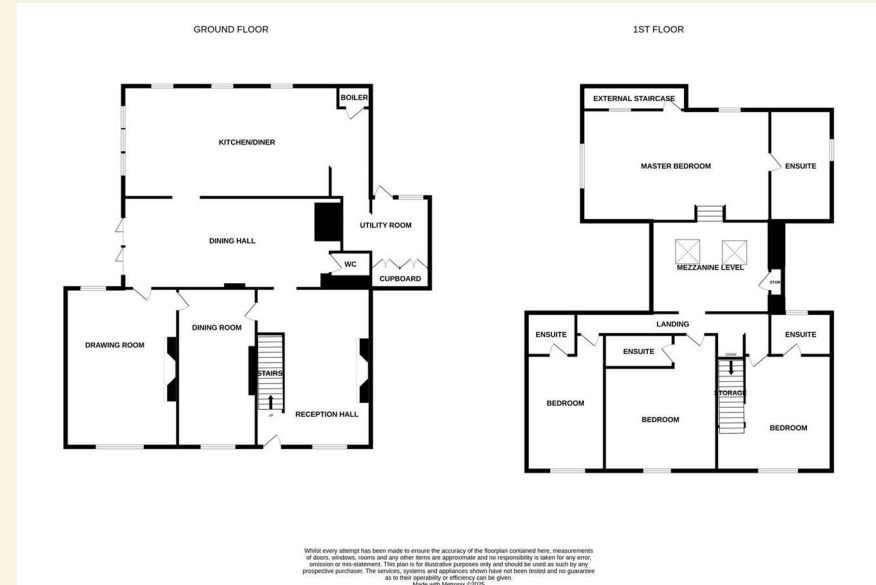 GROUND FLOOR
BOILER
KITCHEN/DINER
UTILITY ROOM
DINING HALL
WC
CUPBOARD
DINING ROOM
DRAWING ROOM
STAIRS
UP
RECEPTION HALL
1ST FLOOR
EXTERNAL STAIRCASE
MASTER BEDROOM
ENSUITE
MEZZANINE LEVEL
STOR
LANDING
ENSUITE
ENSUITE
ENSUITE
DOWN
STORAGE
BEDROOM
BEDROOM
BEDROOM
Whilst every attempt has been made to ensure the accuracy of the floorplan contained here, measurements
of doors, windows, rooms and any other items are approximate and no responsibility is taken for any error,
omission or mis-statement. This plan is for illustrative purposes only and should be used as such by any
prospective purchaser. The services, systems and appliances shown have not been tested and no guarantee
as to their operability or efficiency can be given.
Made with Metropix ©2025